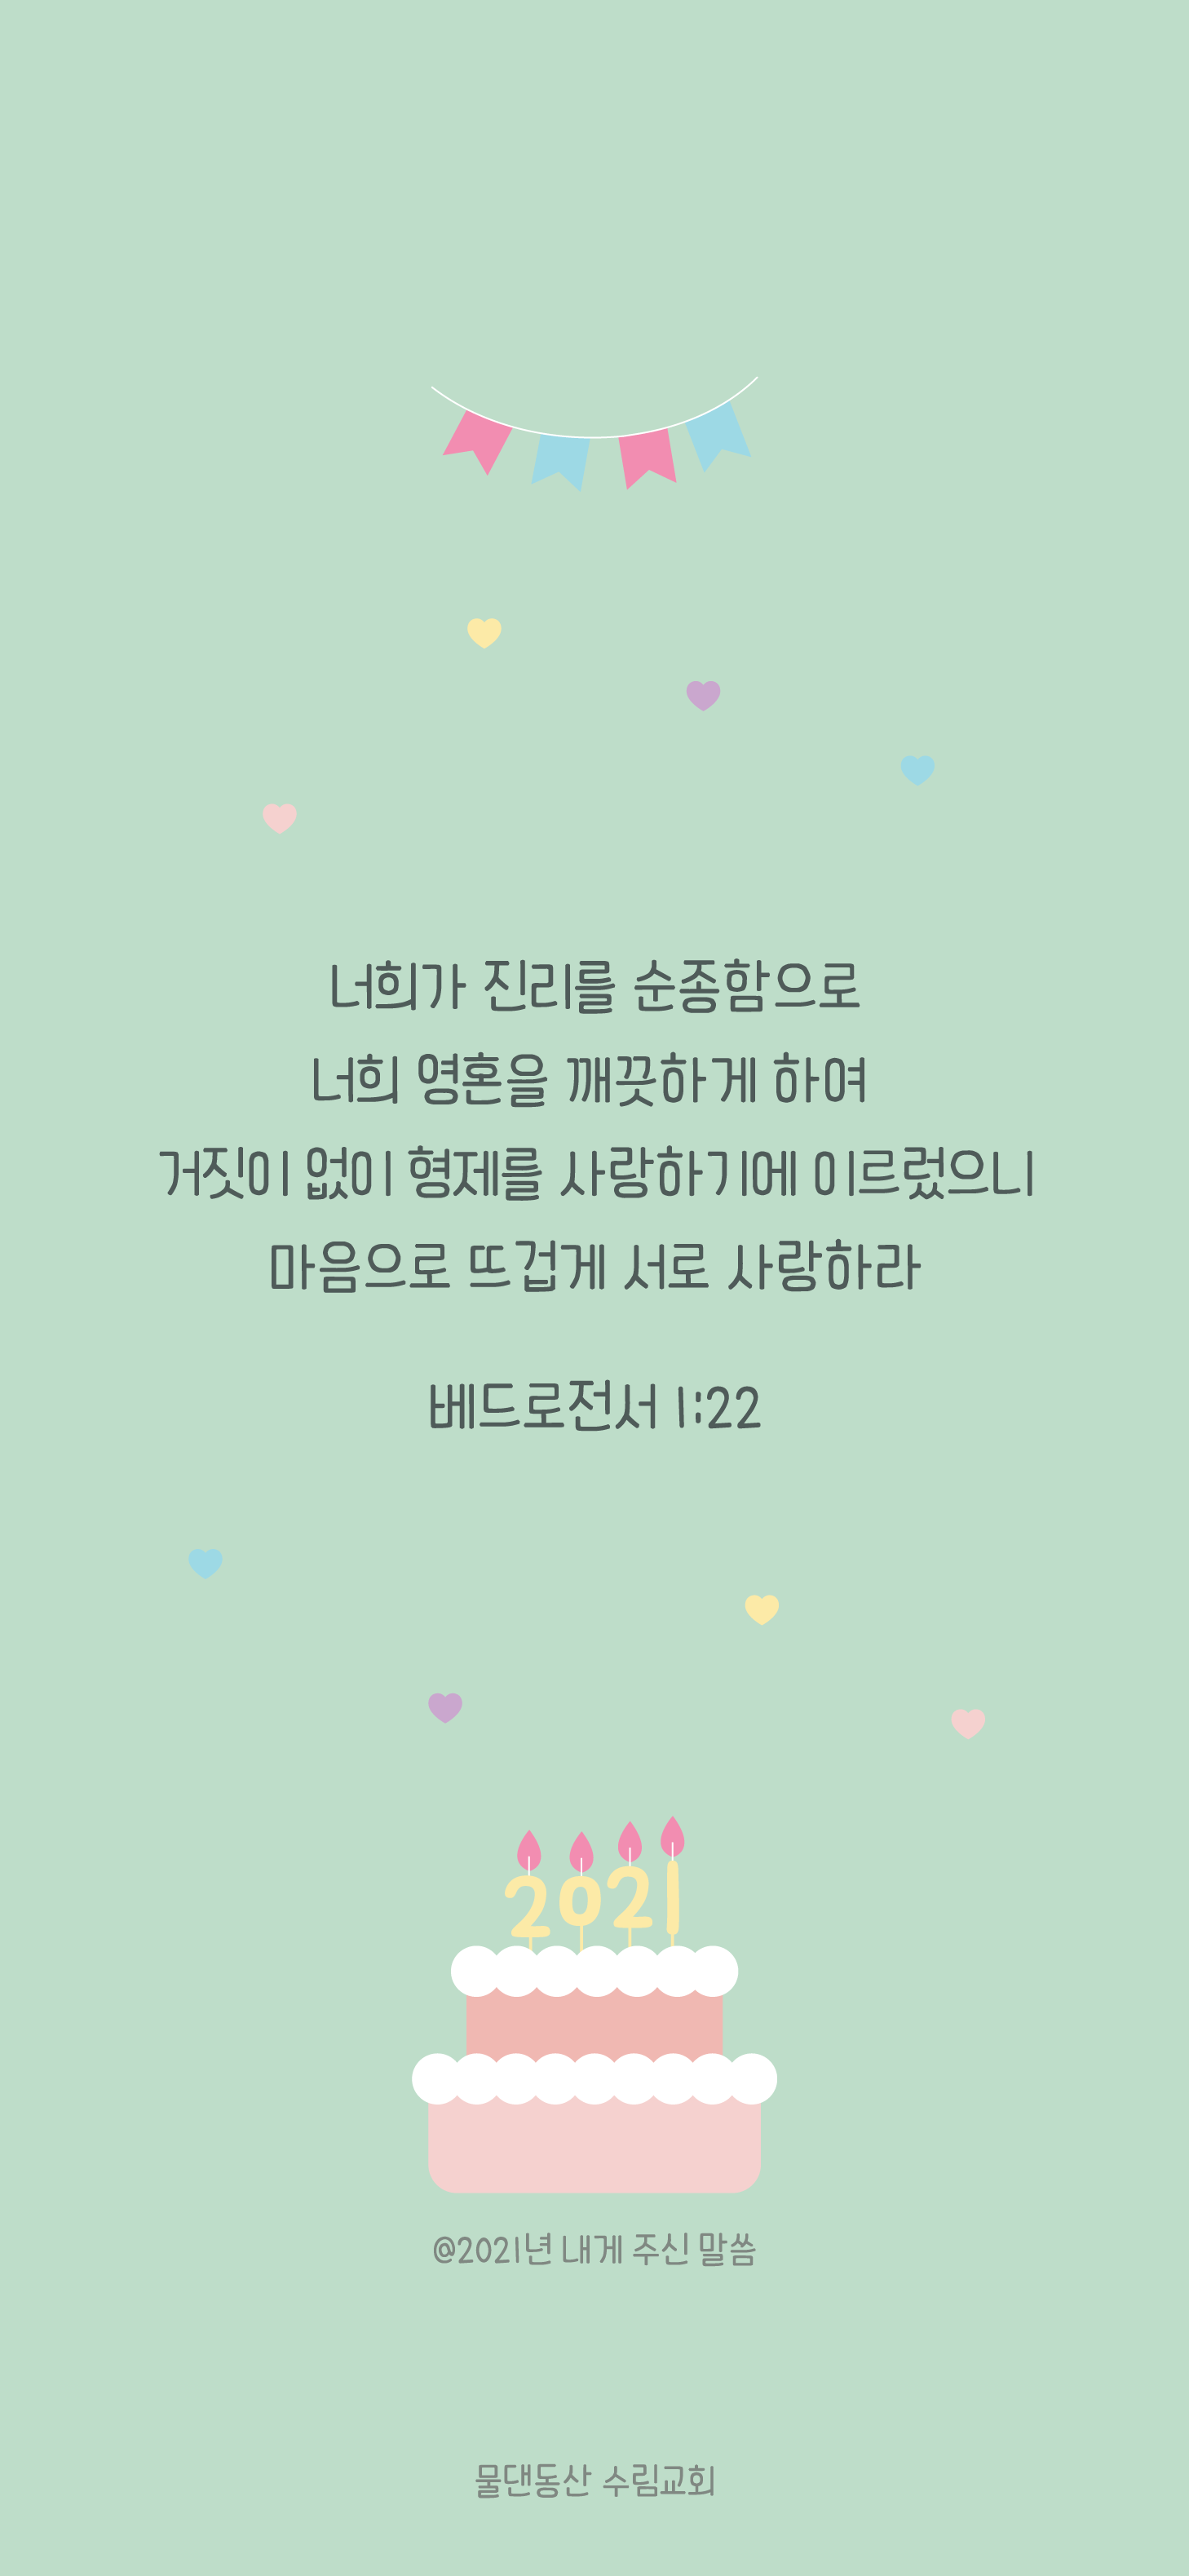 너희가 진리를 순종함으로
너희 영혼을 깨끗하게 하여
거짓이 없이 형제를 사랑하기에 이르렀으니
마음으로 뜨겁게 서로 사랑하라
베드로전서 1:22
2021
@2021년 내게 주신 말씀
물댄동산 수림교회